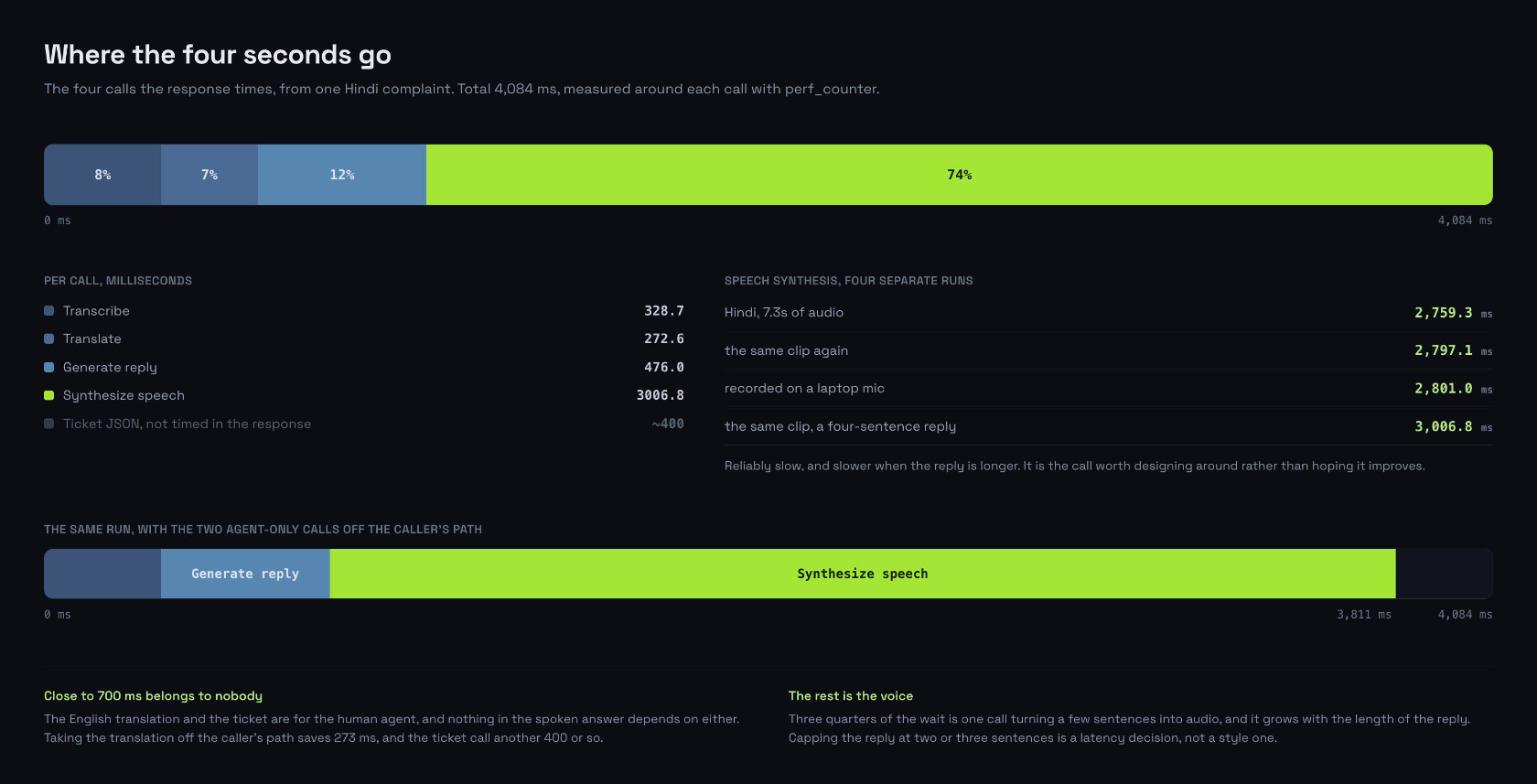 Where the four seconds go
The four calls the response times, from one Hindi complaint. Total 4,084 ms, measured around each call with perf_counter.
8% 7% 12% 74%
0 ms 4,084 ms
PER CALL, MILLISECONDS
Transcribe 328.7
Translate 272.6
Generate reply 476.0
Synthesize speech 3006.8
Ticket JSON, not timed in the response ~400
SPEECH SYNTHESIS, FOUR SEPARATE RUNS
Hindi, 7.3s of audio 2,759.3 ms
the same clip again 2,797.1 ms
recorded on a laptop mic 2,801.0 ms
the same clip, a four-sentence reply 3,006.8 ms
Reliably slow, and slower when the reply is longer. It is the call worth designing around rather than hoping it improves.
THE SAME RUN, WITH THE TWO AGENT-ONLY CALLS OFF THE CALLER'S PATH
Generate reply Synthesize speech
0 ms 3,811 ms 4,084 ms
Close to 700 ms belongs to nobody
The English translation and the ticket are for the human agent, and nothing in the spoken answer depends on either.
Taking the translation off the caller's path saves 273 ms, and the ticket call another 400 or so.
The rest is the voice
Three quarters of the wait is one call turning a few sentences into audio, and it grows with the length of the reply.
Capping the reply at two or three sentences is a latency decision, not a style one.